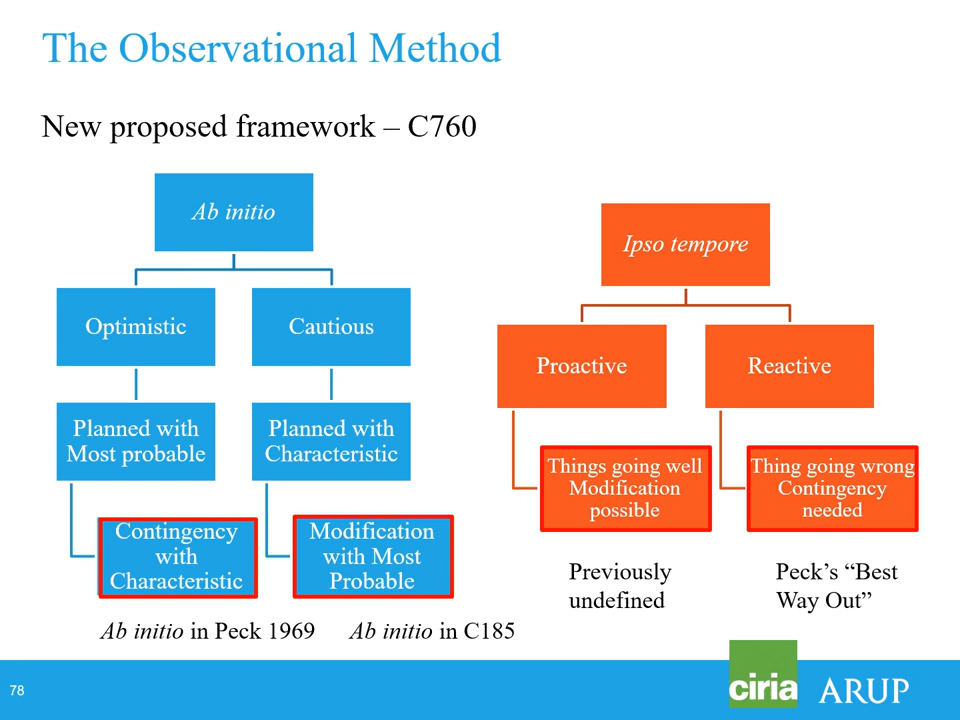 The Observational Method
New proposed framework – C760
Ab initio
Optimistic
Cautious
Planned with
Most probable
Planned with
Characteristic
Contingency
with
Characteristic
Modification
with Most
Probable
Ab initio in Peck 1969
Ab initio in C185
Ipso tempore
Proactive
Reactive
Things going well
Modification
possible
Thing going wrong
Contingency
needed
Previously
undefined
Peck’s “Best
Way Out”
78
ciria
ARUP